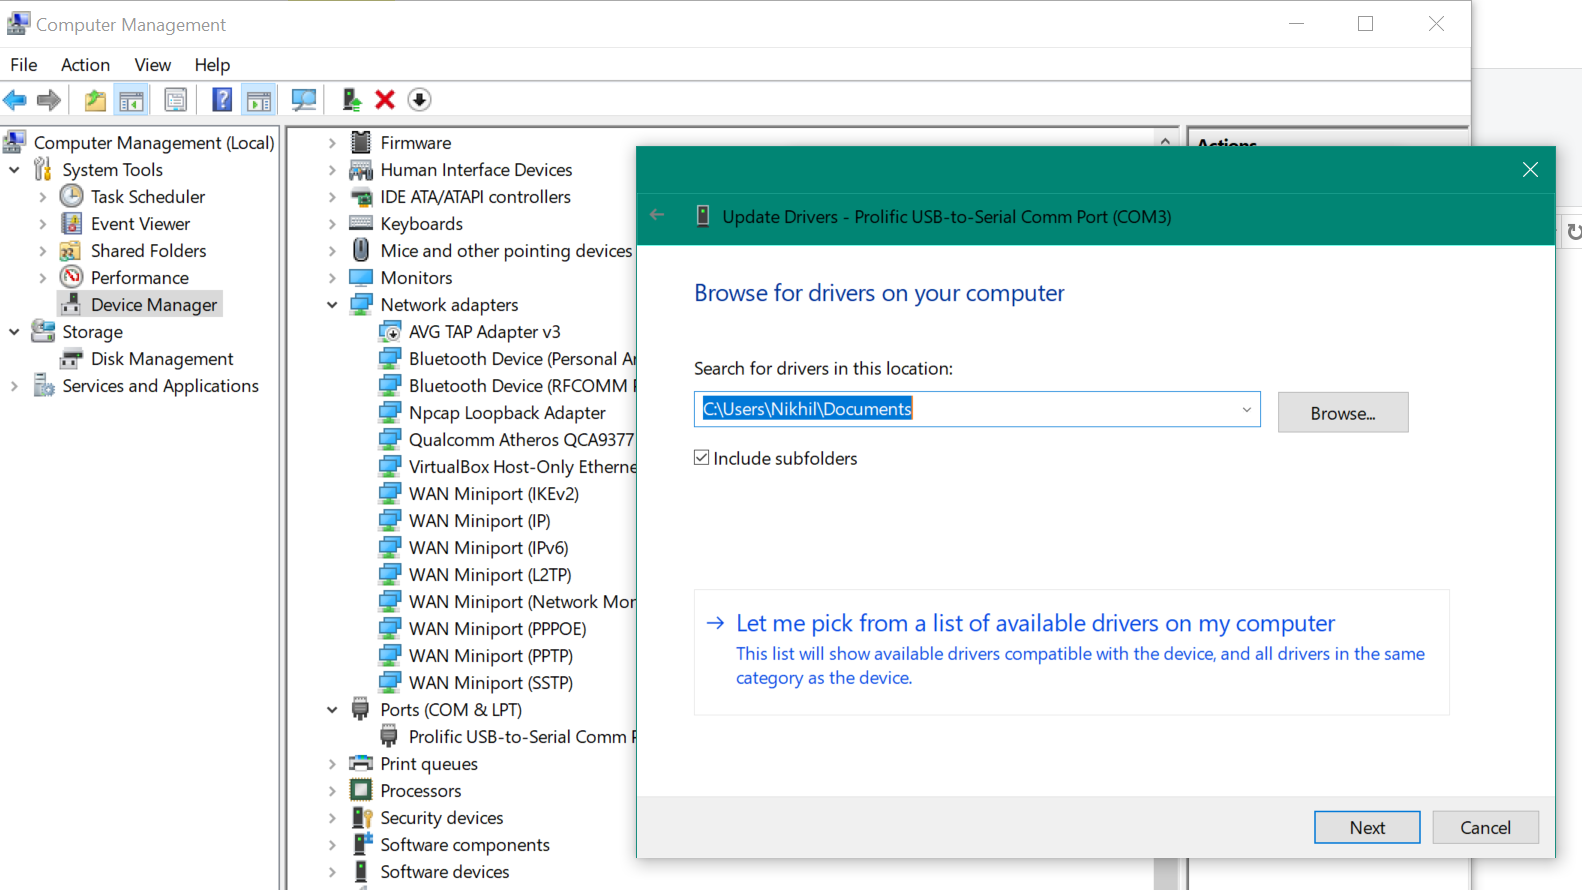 Computer Management
File Action View Help
Computer Management (Local)
System Tools
Task Scheduler
Event Viewer
Shared Folders
Performance
Device Manager
Storage
Disk Management
Services and Applications
Firmware
Human Interface Devices
IDE ATA/ATAPI controllers
Keyboards
Mice and other pointing devices
Monitors
Network adapters
AVG TAP Adapter v3
Bluetooth Device (Personal Ar
Bluetooth Device (RFCOMM
Npcap Loopback Adapter
Qualcomm Atheros QCA9377
VirtualBox Host-Only Etherne
WAN Miniport (IKEv2)
WAN Miniport (IP)
WAN Miniport (IPv6)
WAN Miniport (L2TP)
WAN Miniport (Network Mor
WAN Miniport (PPPOE)
WAN Miniport (PPTP)
WAN Miniport (SSTP)
Ports (COM & LPT)
Prolific USB-to-Serial Comm P
Print queues
Processors
Security devices
Software components
Software devices
Actions
Update Drivers - Prolific USB-to-Serial Comm Port (COM3)
Browse for drivers on your computer
Search for drivers in this location:
C:\Users\Nikhil\Documents
Browse...
Include subfolders
Let me pick from a list of available drivers on my computer
This list will show available drivers compatible with the device, and all drivers in the same
category as the device.
Next Cancel